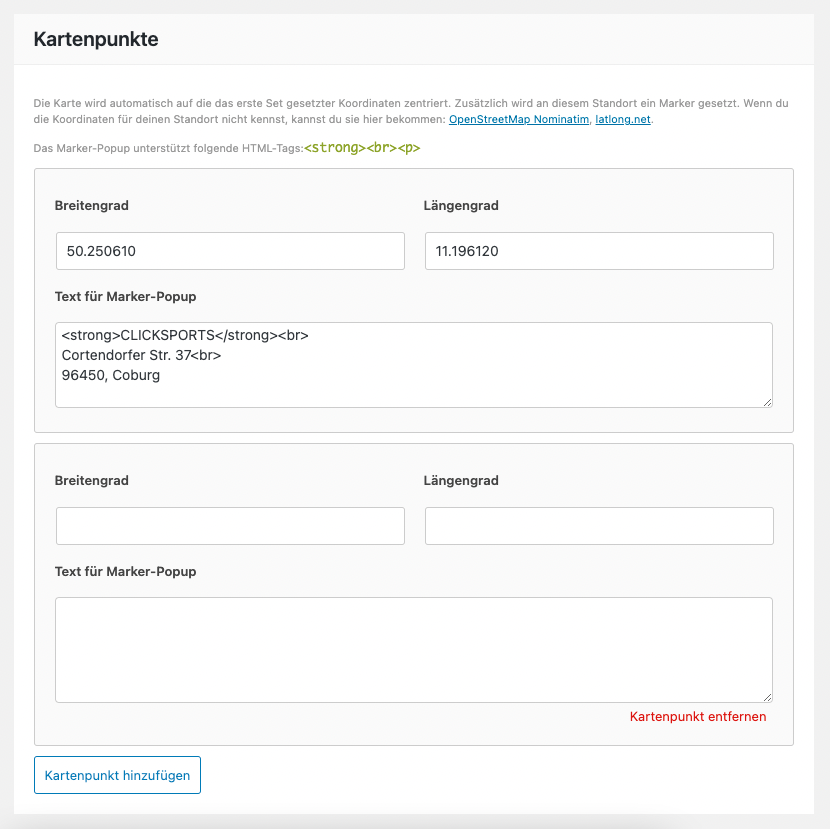 Kartenpunkte
Die Karte wird automatisch auf die das erste Set gesetzter Koordinaten zentriert. Zusätzlich wird an diesem Standort ein Marker gesetzt. Wenn du
die Koordinaten für deinen Standort nicht kennst, kannst du sie hier bekommen: OpenStreetMap Nominatim, latlong.net.
Das Marker-Popup unterstützt folgende HTML-Tags:<strong><br><p>
Breitengrad
Längengrad
50.250610
11.196120
Text für Marker-Popup
<strong>CLICKSPORTS</strong><br>
Cortendorfer Str. 37<br>
96450, Coburg
Breitengrad
Längengrad
Text für Marker-Popup
Kartenpunkt entfernen
Kartenpunkt hinzufügen